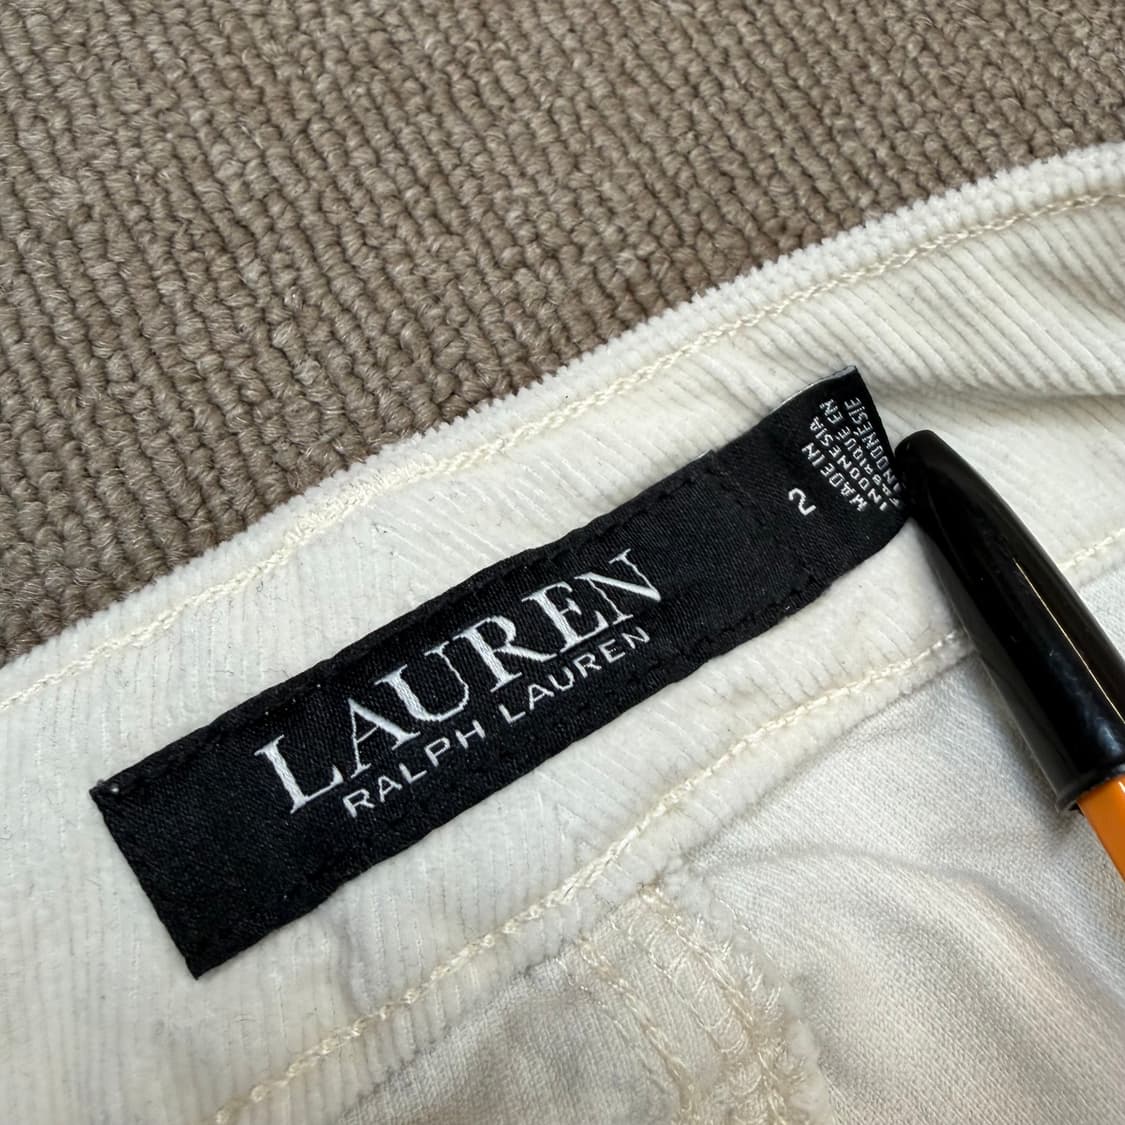 LAUREN
RALPH LAUREN
2
MADE IN
INDONESIA
FABRIQUE EN
INDONESIE